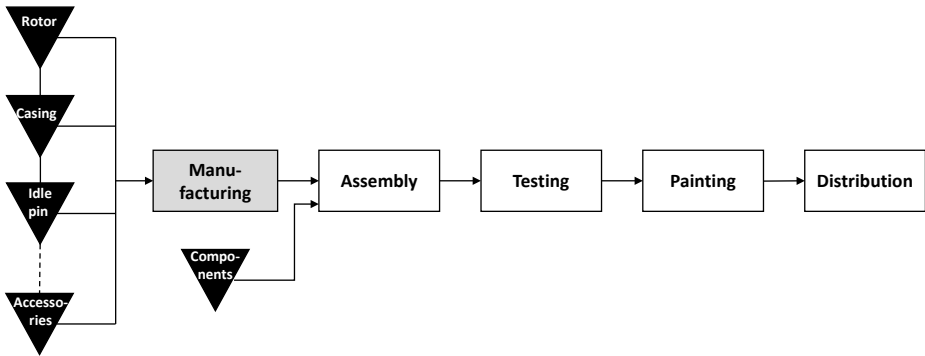 Rotor
Casing
Idle
pin
Accesso-
ries
Manu-
facturing
Compo-
nents
Assembly
Testing
Painting
Distribution